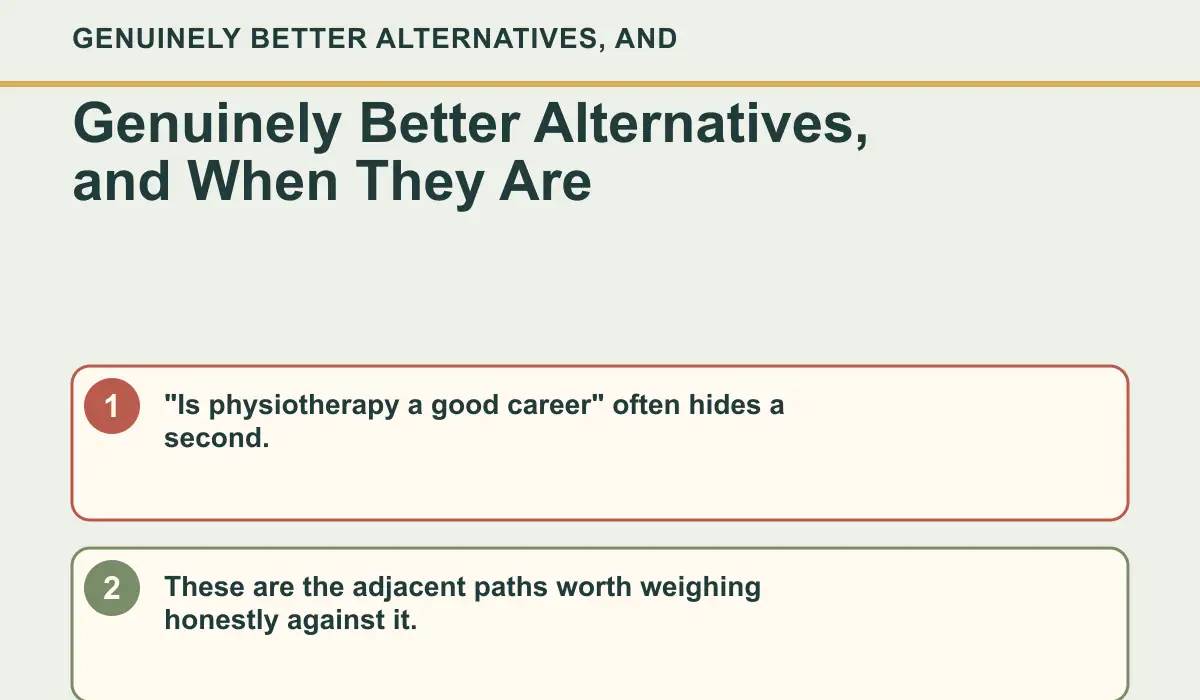 GENUINELY BETTER ALTERNATIVES, AND
Genuinely Better Alternatives,
and When They Are
1
"Is physiotherapy a good career" often hides a
second.
2
These are the adjacent paths worth weighing
honestly against it.